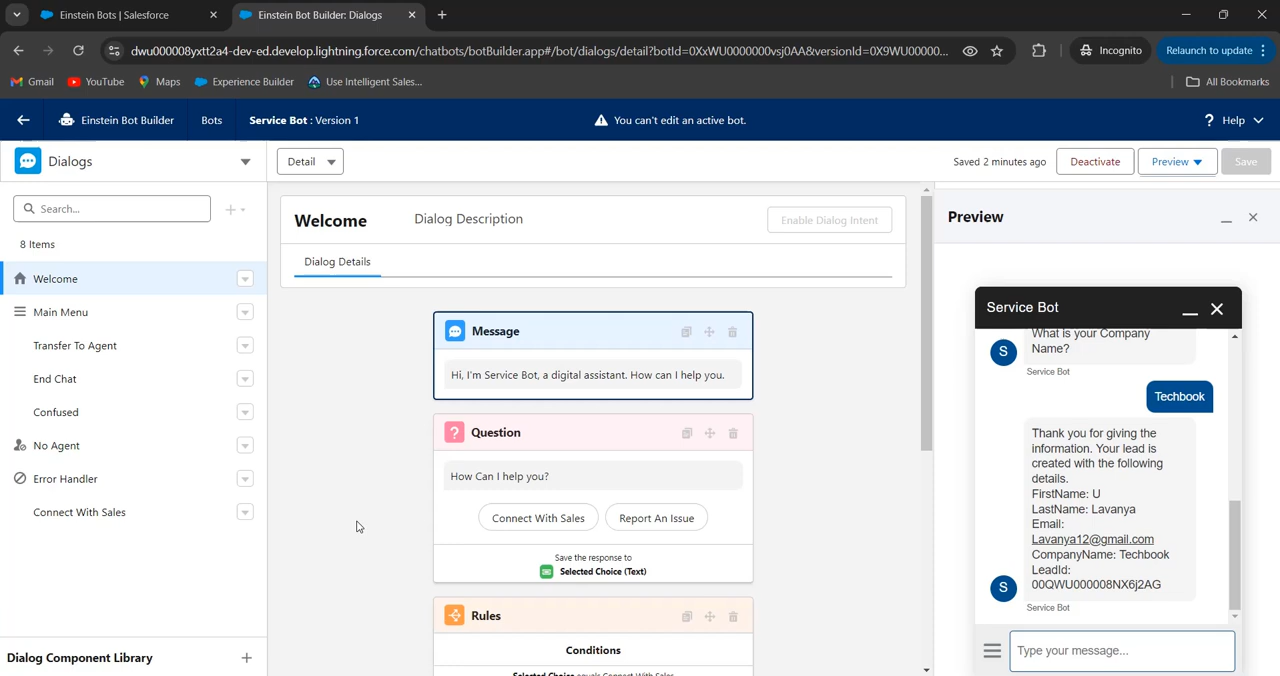 Einstein Bots | Salesforce
Einstein Bot Builder: Dialogs
dwu000008yxtt2a4-dev-ed.develop.lightning.force.com/chatbots/botBuilder.app#/bot/dialogs/detail?botId=0XxWU0000000vsj0AA&versionId=0X9WU00000...
Incognito
Relaunch to update
Gmail
YouTube
Maps
Experience Builder
Use Intelligent Sales...
All Bookmarks
Einstein Bot Builder
Bots
Service Bot : Version 1
You can't edit an active bot.
? Help
Dialogs
Detail
Saved 2 minutes ago
Deactivate
Preview
Save
Search...
8 Items
Welcome
Main Menu
Transfer To Agent
End Chat
Confused
No Agent
Error Handler
Connect With Sales
Dialog Component Library
Welcome
Dialog Description
Enable Dialog Intent
Dialog Details
Message
Hi, I'm Service Bot, a digital assistant. How can I help you.
? Question
How Can I help you?
Connect With Sales
Report An Issue
Save the response to
Selected Choice (Text)
Rules
Conditions
Selected Choice equals Connect With Sales
Preview
Service Bot
What is your Company
Name?
S
Service Bot
Techbook
Thank you for giving the
information. Your lead is
created with the following
details.
FirstName: U
LastName: Lavanya
Email:
Lavanya12@gmail.com
CompanyName: Techbook
LeadId:
00QWU000008NX6j2AG
S
Service Bot
Type your message...